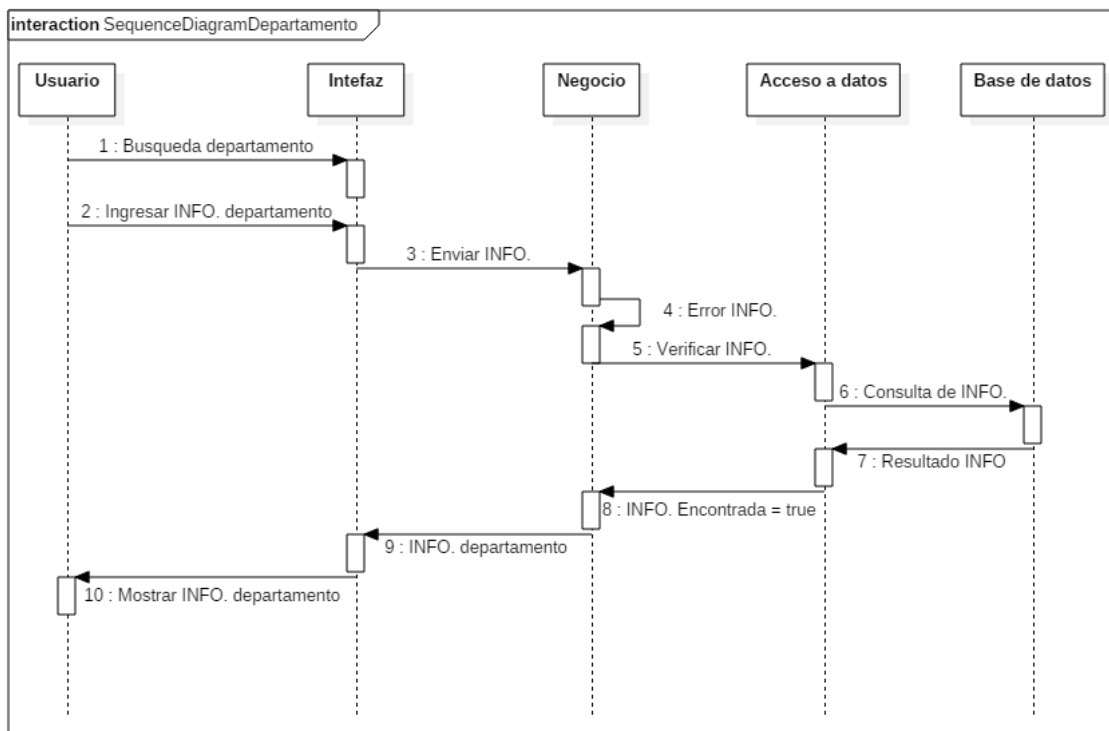 interaction SequenceDiagramDepartamento
Usuario
Intefaz
Negocio
Acceso a datos
Base de datos
1 : Busqueda departamento
2 : Ingresar INFO. departamento
3 : Enviar INFO.
4 : Error INFO.
5 : Verificar INFO.
6 : Consulta de INFO.
7 : Resultado INFO
8 : INFO. Encontrada = true
9 : INFO. departamento
10 : Mostrar INFO. departamento